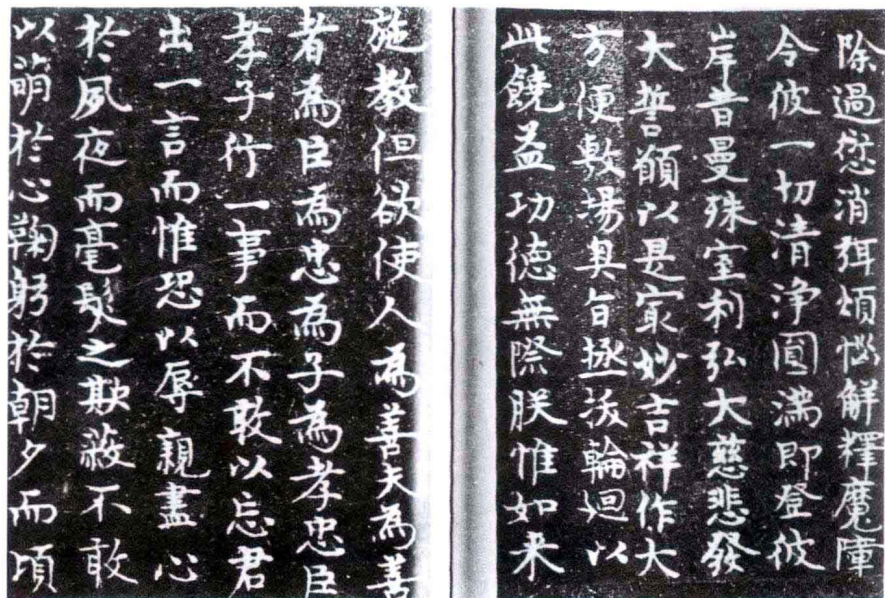 除過愆消弭煩惱解釋魔障
令彼一切清淨圓滿即登彼
岸昔曼殊室利弘大慈悲發
大誓願以是㝡妙吉祥作大
方便敷揚奥旨拯拔輪迴以
此饒益功德無際朕惟如来
施教但欲使人為善夫為善
者為臣為忠為子為孝忠臣
孝子行一事而不敢以忘君
出一言而惟恐以辱親盡心
於夙夜而毫髮之欺蔽不敢
以萌於心鞠躬於朝夕而頃